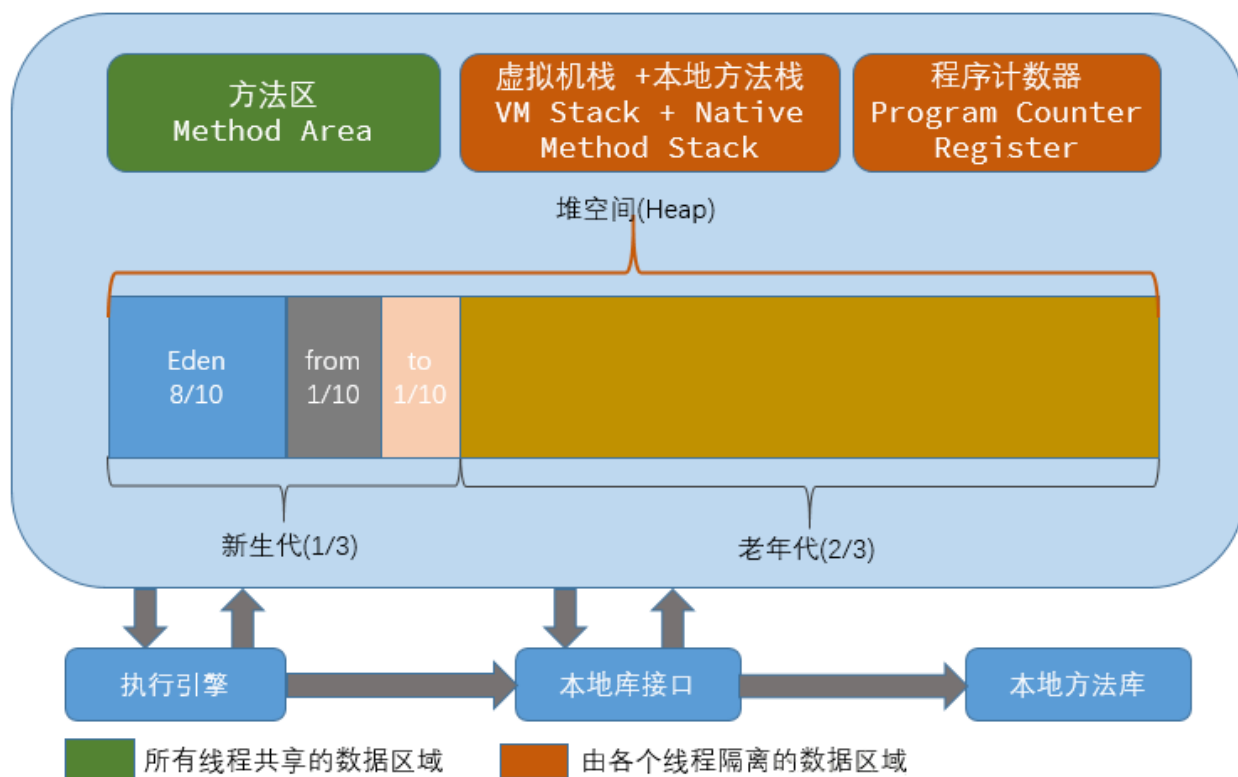 方法区
Method Area
虚拟机栈 +本地方法栈
VM Stack + Native
Method Stack
程序计数器
Program Counter
Register
堆空间(Heap)
Eden
8/10
from
1/10
to
1/10
新生代(1/3)
老年代(2/3)
执行引擎
本地库接口
本地方法库
所有线程共享的数据区域
由各个线程隔离的数据区域